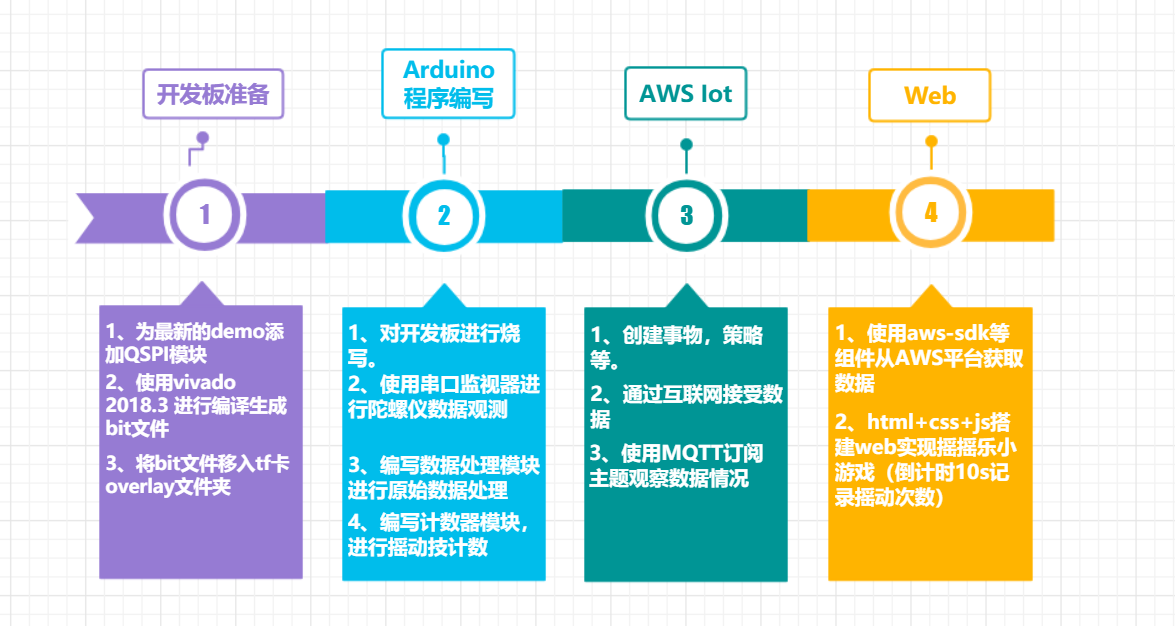 开发板准备
Arduino
程序编写
AWS Iot
Web
1
2
3
4
1、为最新的demo添
加QSPI模块
2、使用vivado
2018.3 进行编译生成
bit文件
3、将bit文件移入tf卡
overlay文件夹
1、对开发板进行烧
写。
2、使用串口监视器进
行陀螺仪数据观测
3、编写数据处理模块
进行原始数据处理
4、编写计数器模块，
进行摇动技计数
1、创建事物，策略
等。
2、通过互联网接受数
据
3、使用MQTT订阅
主题观察数据情况
1、使用aws-sdk等
组件从AWS平台获取
数据
2、html+css+js搭
建web实现摇摇乐小
游戏（倒计时10s记
录摇动次数）